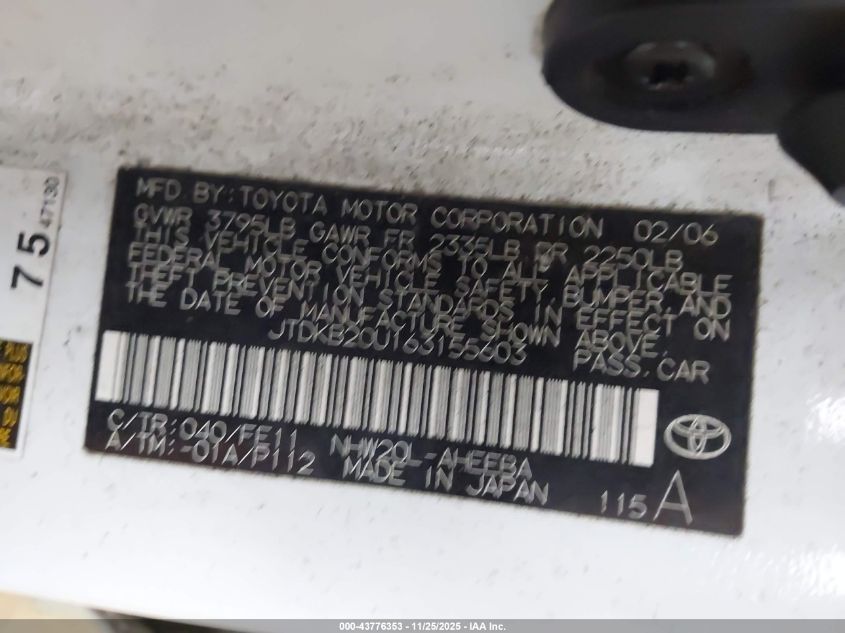 MFD. BY: TOYOTA MOTOR CORPORATION 02/06
GVWR 3795LB GAWR FR 2335LB RR 2250LB
THIS VEHICLE CONFORMS TO ALL APPLICABLE
FEDERAL MOTOR VEHICLE SAFETY, BUMPER, AND
THEFT PREVENTION STANDARDS IN EFFECT ON
THE DATE OF MANUFACTURE SHOWN ABOVE.
JTDKB20U163155603 PASS. CAR
C/TR:040/FE11 NHW20L-AHEEBA
A/TM:-01A/P112 MADE IN JAPAN 115 A
75
47130
000-43776353 — 11/25/2025 — IAA Inc.